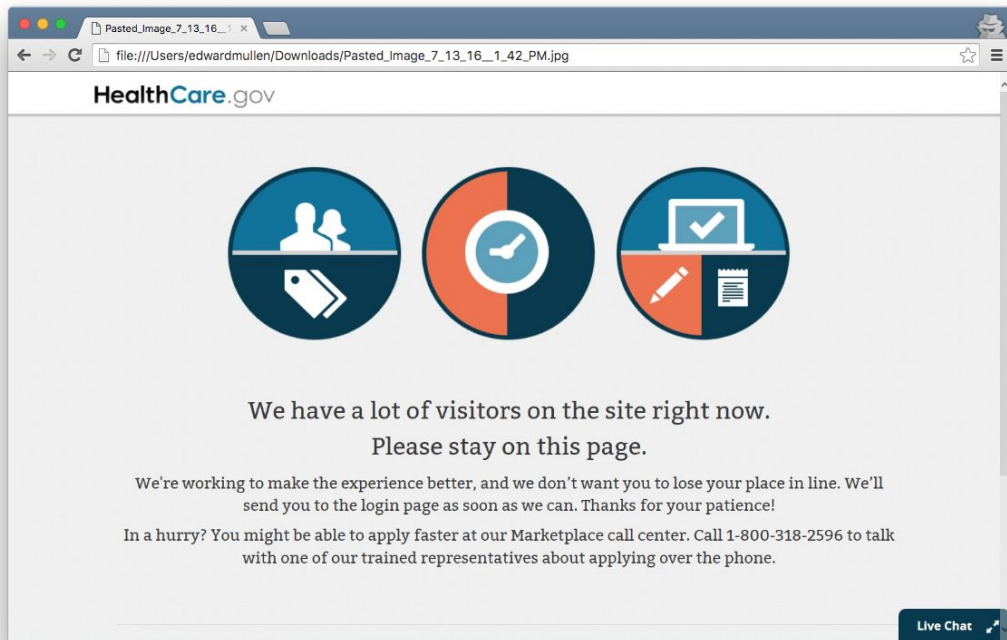 Pasted_Image_7_13_16__1
file:///Users/edwardmullen/Downloads/Pasted_Image_7_13_16__1_42_PM.jpg
HealthCare.gov
We have a lot of visitors on the site right now.
Please stay on this page.
We're working to make the experience better, and we don't want you to lose your place in line. We'll
send you to the login page as soon as we can. Thanks for your patience!
In a hurry? You might be able to apply faster at our Marketplace call center. Call 1-800-318-2596 to talk
with one of our trained representatives about applying over the phone.
Live Chat